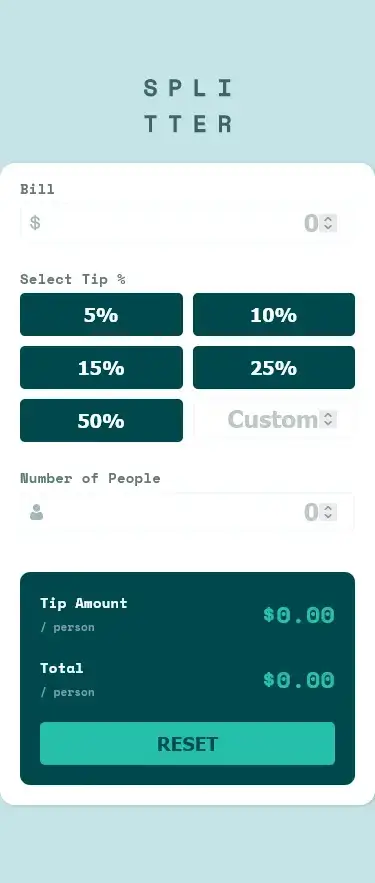 SPLI
TTER
Bill
$ 0
Select Tip %
5% 10%
15% 25%
50% Custom
Number of People
0
Tip Amount
/ person
$0.00
Total
/ person
$0.00
RESET